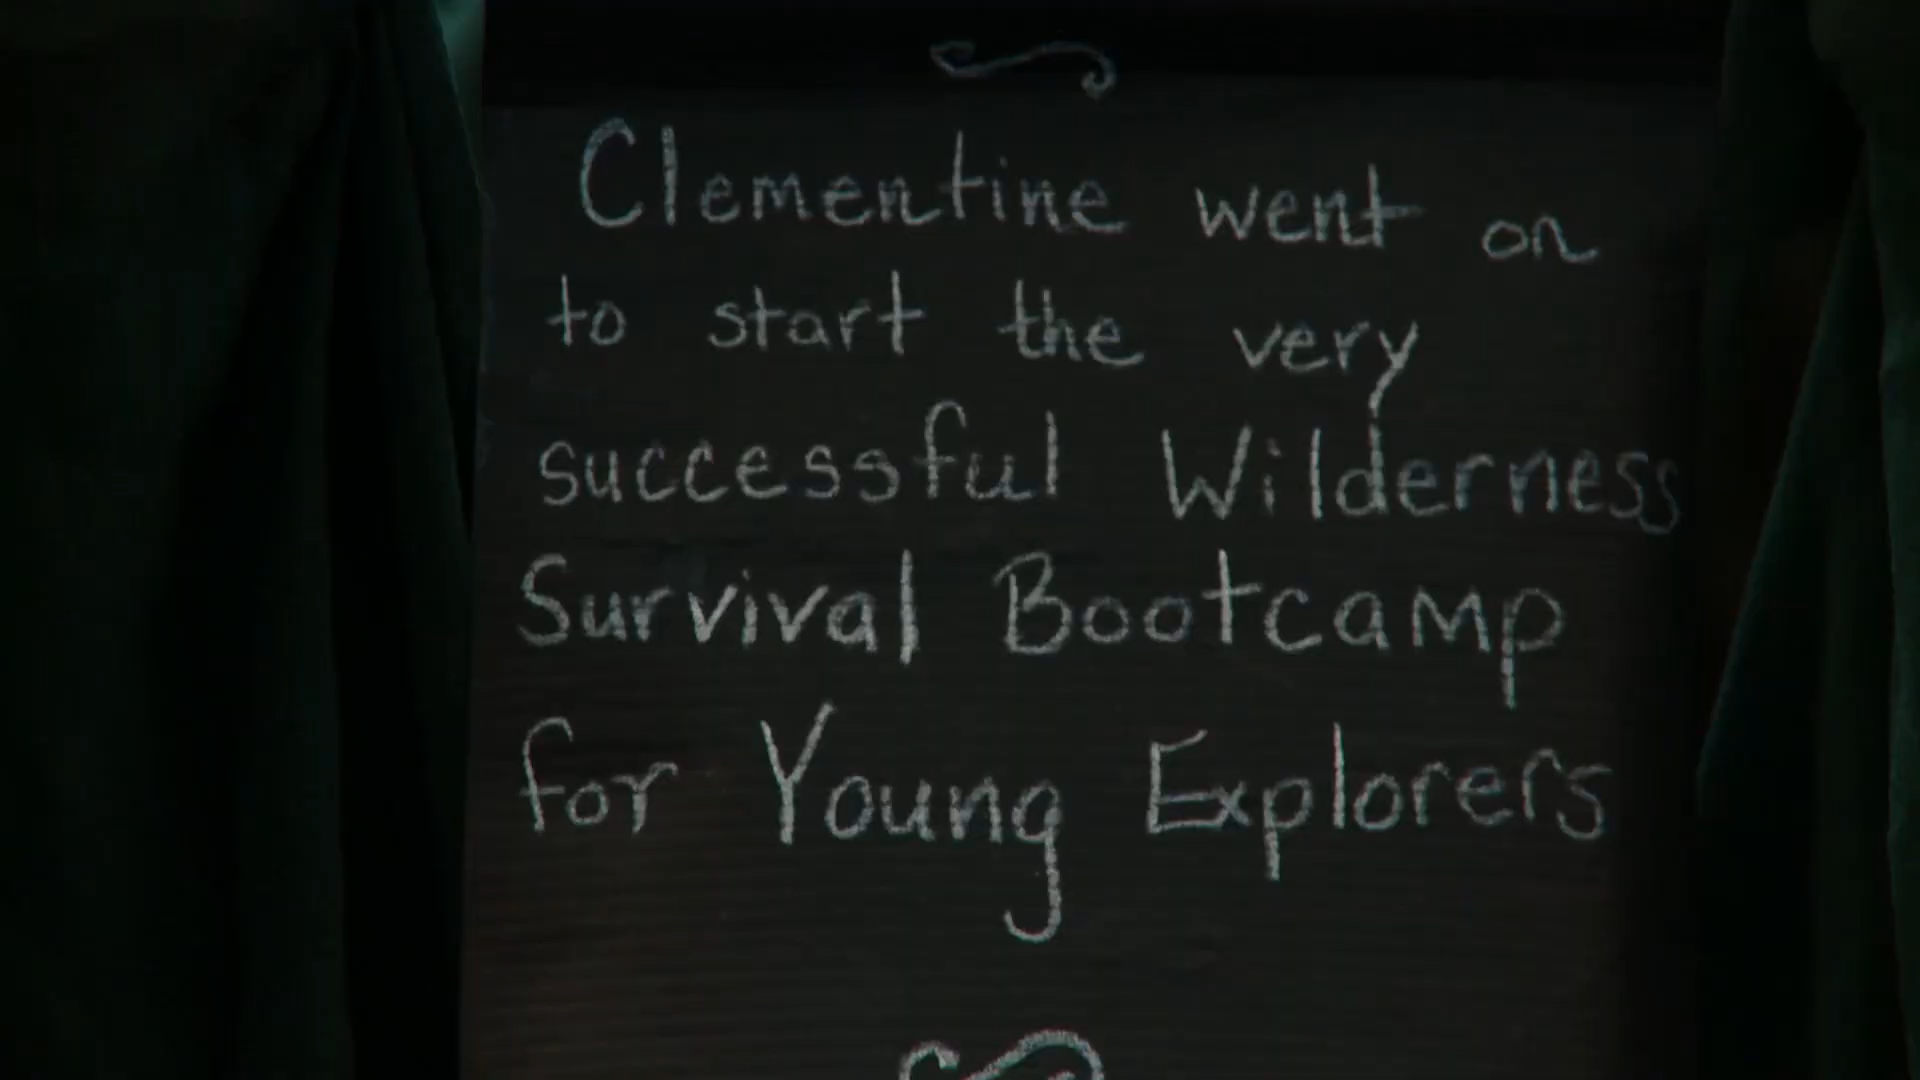 Clementine went on
to start the very
successful Wilderness
Survival Bootcamp
for Young Explorers